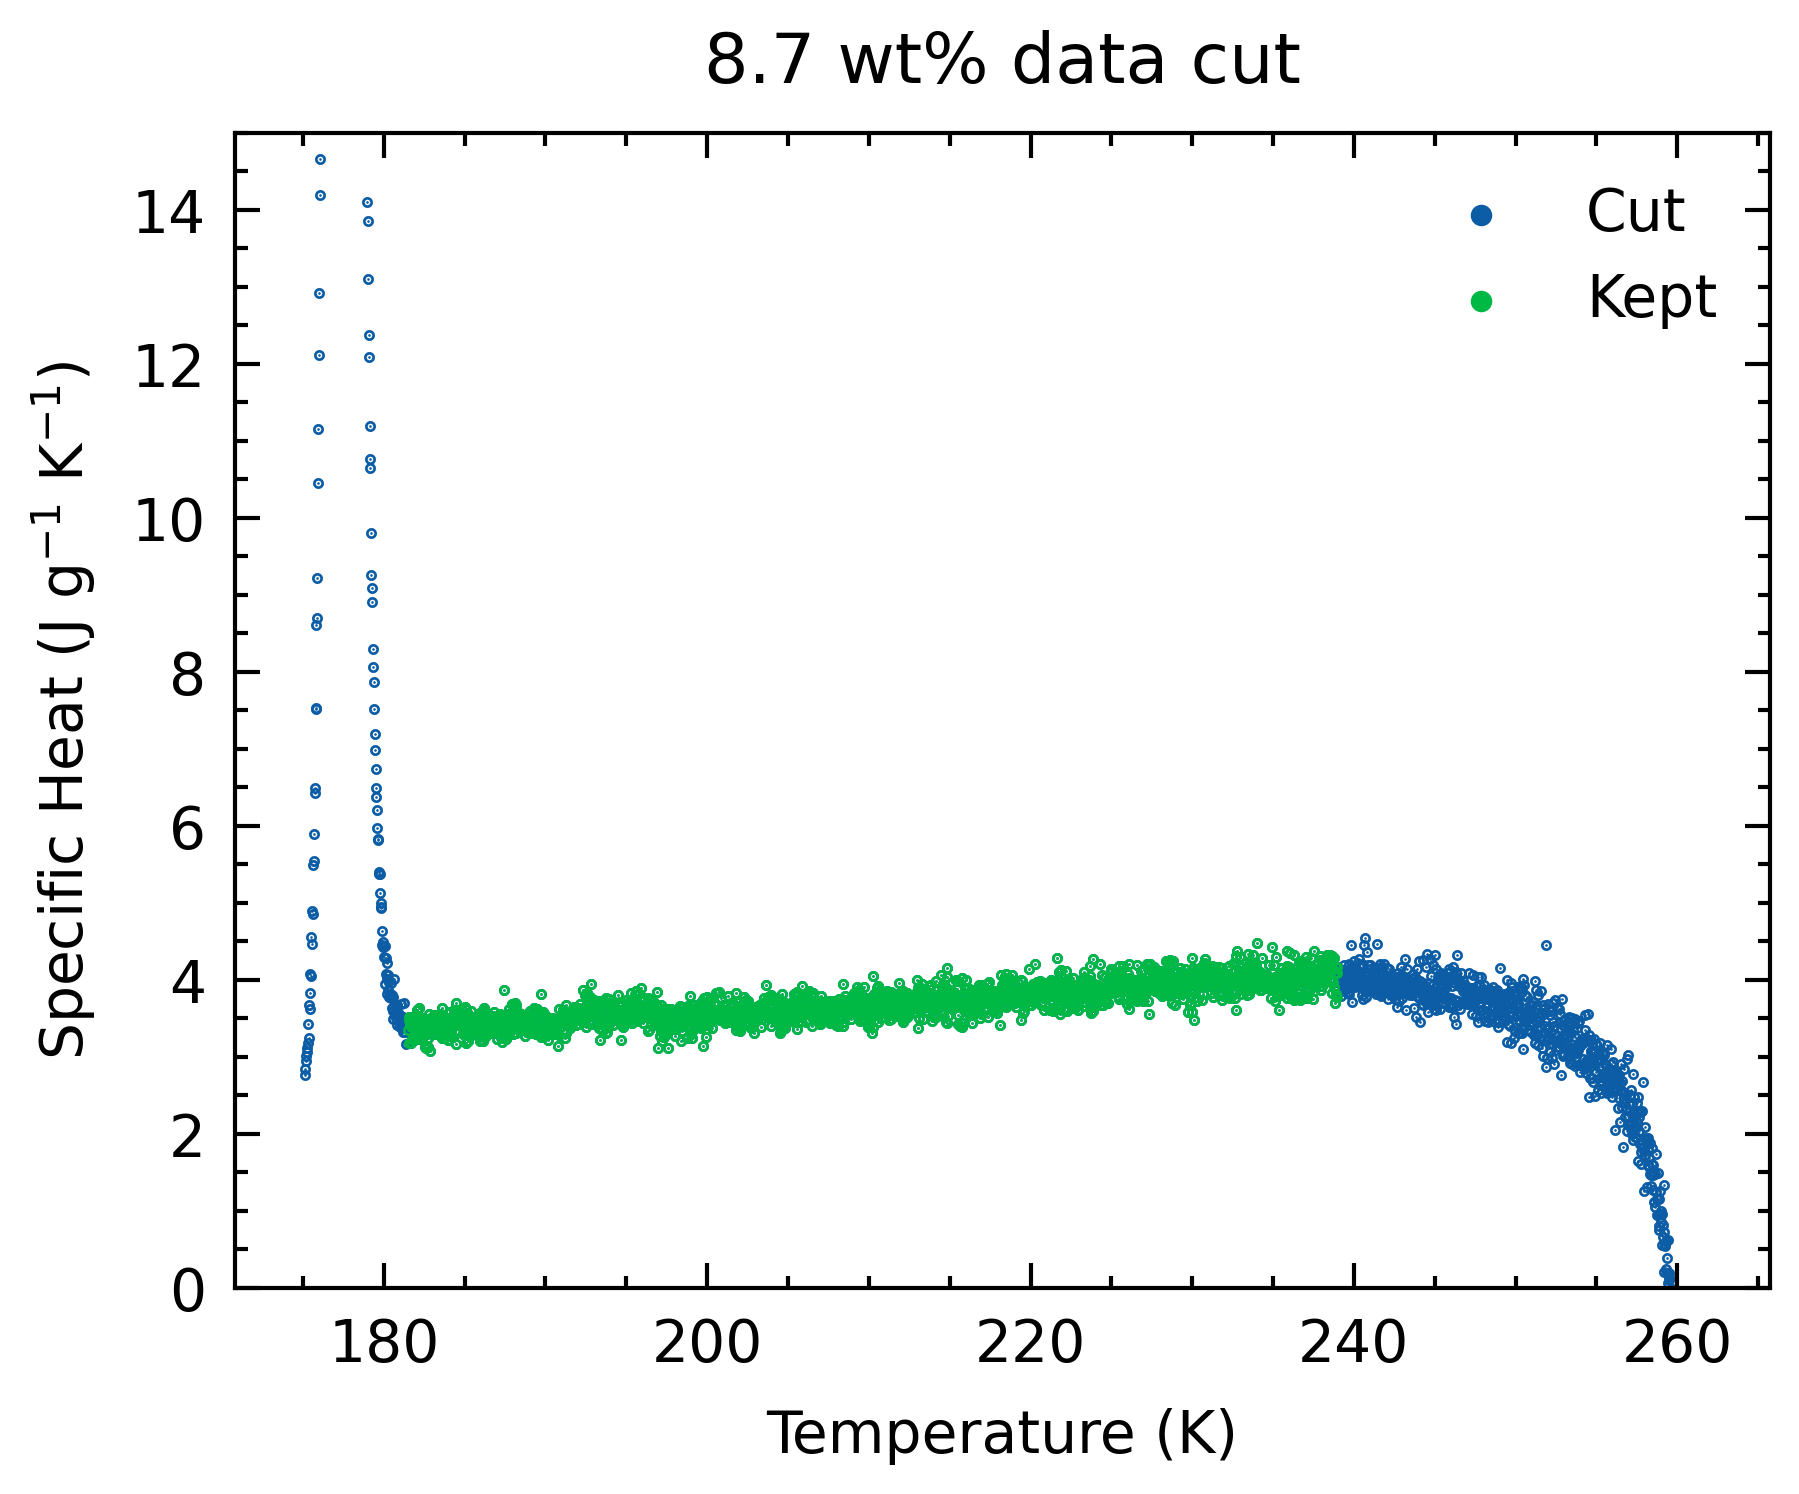 8.7 wt% data cut
Cut
Kept
Specific Heat (J g⁻¹ K⁻¹)
14
12
10
8
6
4
2
0
180 200 220 240 260
Temperature (K)